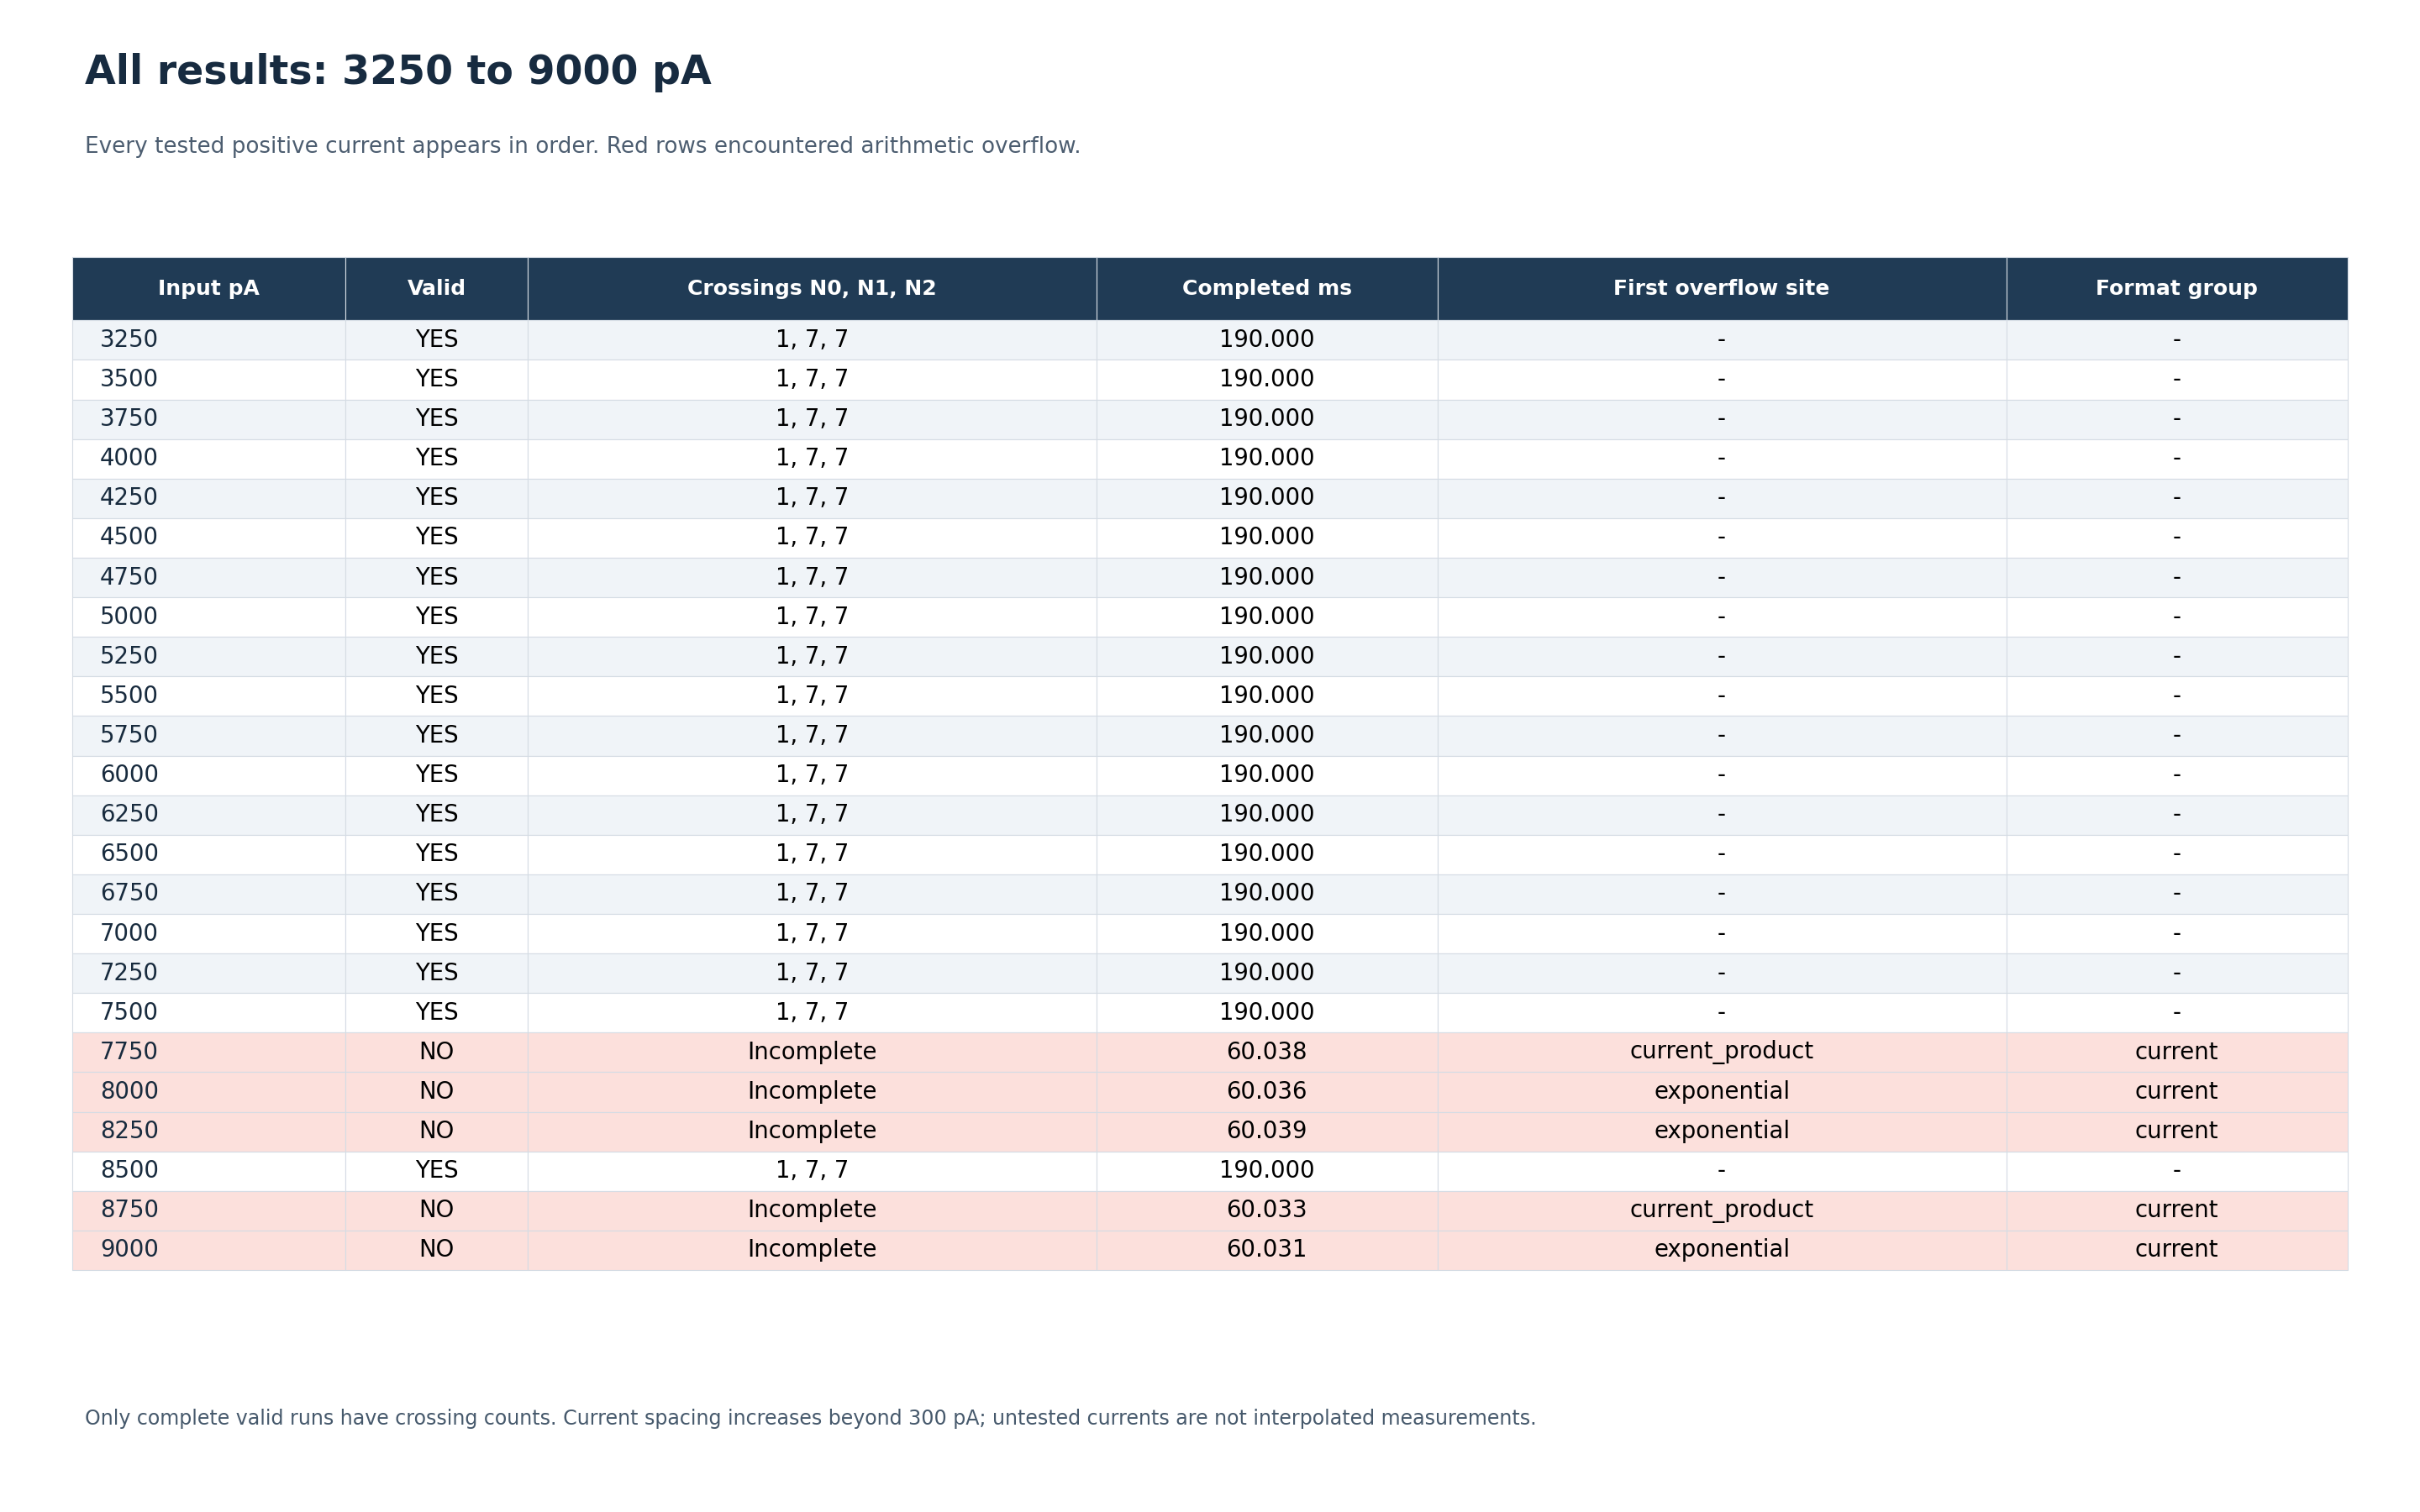 All results: 3250 to 9000 pA
Every tested positive current appears in order. Red rows encountered arithmetic overflow.
Input pA Valid Crossings N0, N1, N2 Completed ms First overflow site Format group
3250 YES 1, 7, 7 190.000 - -
3500 YES 1, 7, 7 190.000 - -
3750 YES 1, 7, 7 190.000 - -
4000 YES 1, 7, 7 190.000 - -
4250 YES 1, 7, 7 190.000 - -
4500 YES 1, 7, 7 190.000 - -
4750 YES 1, 7, 7 190.000 - -
5000 YES 1, 7, 7 190.000 - -
5250 YES 1, 7, 7 190.000 - -
5500 YES 1, 7, 7 190.000 - -
5750 YES 1, 7, 7 190.000 - -
6000 YES 1, 7, 7 190.000 - -
6250 YES 1, 7, 7 190.000 - -
6500 YES 1, 7, 7 190.000 - -
6750 YES 1, 7, 7 190.000 - -
7000 YES 1, 7, 7 190.000 - -
7250 YES 1, 7, 7 190.000 - -
7500 YES 1, 7, 7 190.000 - -
7750 NO Incomplete 60.038 current_product current
8000 NO Incomplete 60.036 exponential current
8250 NO Incomplete 60.039 exponential current
8500 YES 1, 7, 7 190.000 - -
8750 NO Incomplete 60.033 current_product current
9000 NO Incomplete 60.031 exponential current
Only complete valid runs have crossing counts. Current spacing increases beyond 300 pA; untested currents are not interpolated measurements.